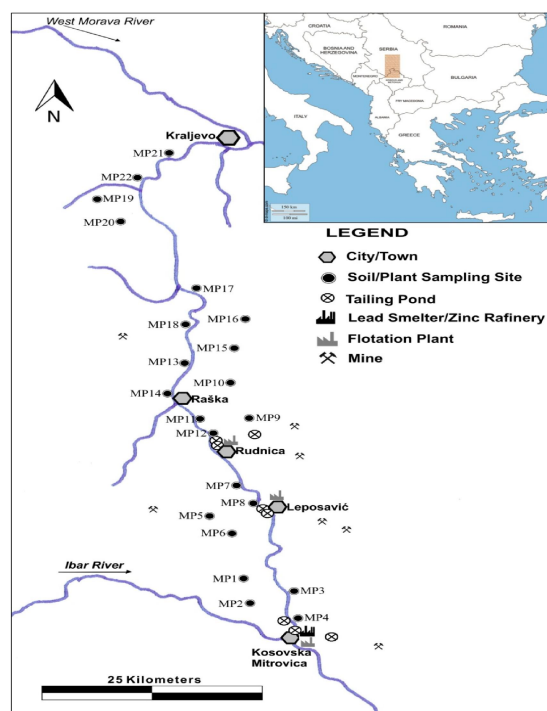 West Morava River
N
Kraljevo
MP21
MP22
MP19
MP20
MP17
MP16
MP18
MP15
MP13
MP10
MP14
Raška
MP11
MP9
MP12
Rudnica
MP7
MP8
Leposavić
MP5
MP6
Ibar River
MP1
MP3
MP2
MP4
Kosovska
Mitrovica
25 Kilometers
CROATIA
ROMANIA
BOSNIA AND
HERZEGOVINA
SERBIA
MONTENEGRO
BULGARIA
ITALY
ALBANIA
GREECE
LEGEND
City/Town
Soil/Plant Sampling Site
Tailing Pond
Lead Smelter/Zinc Rafinery
Flotation Plant
Mine